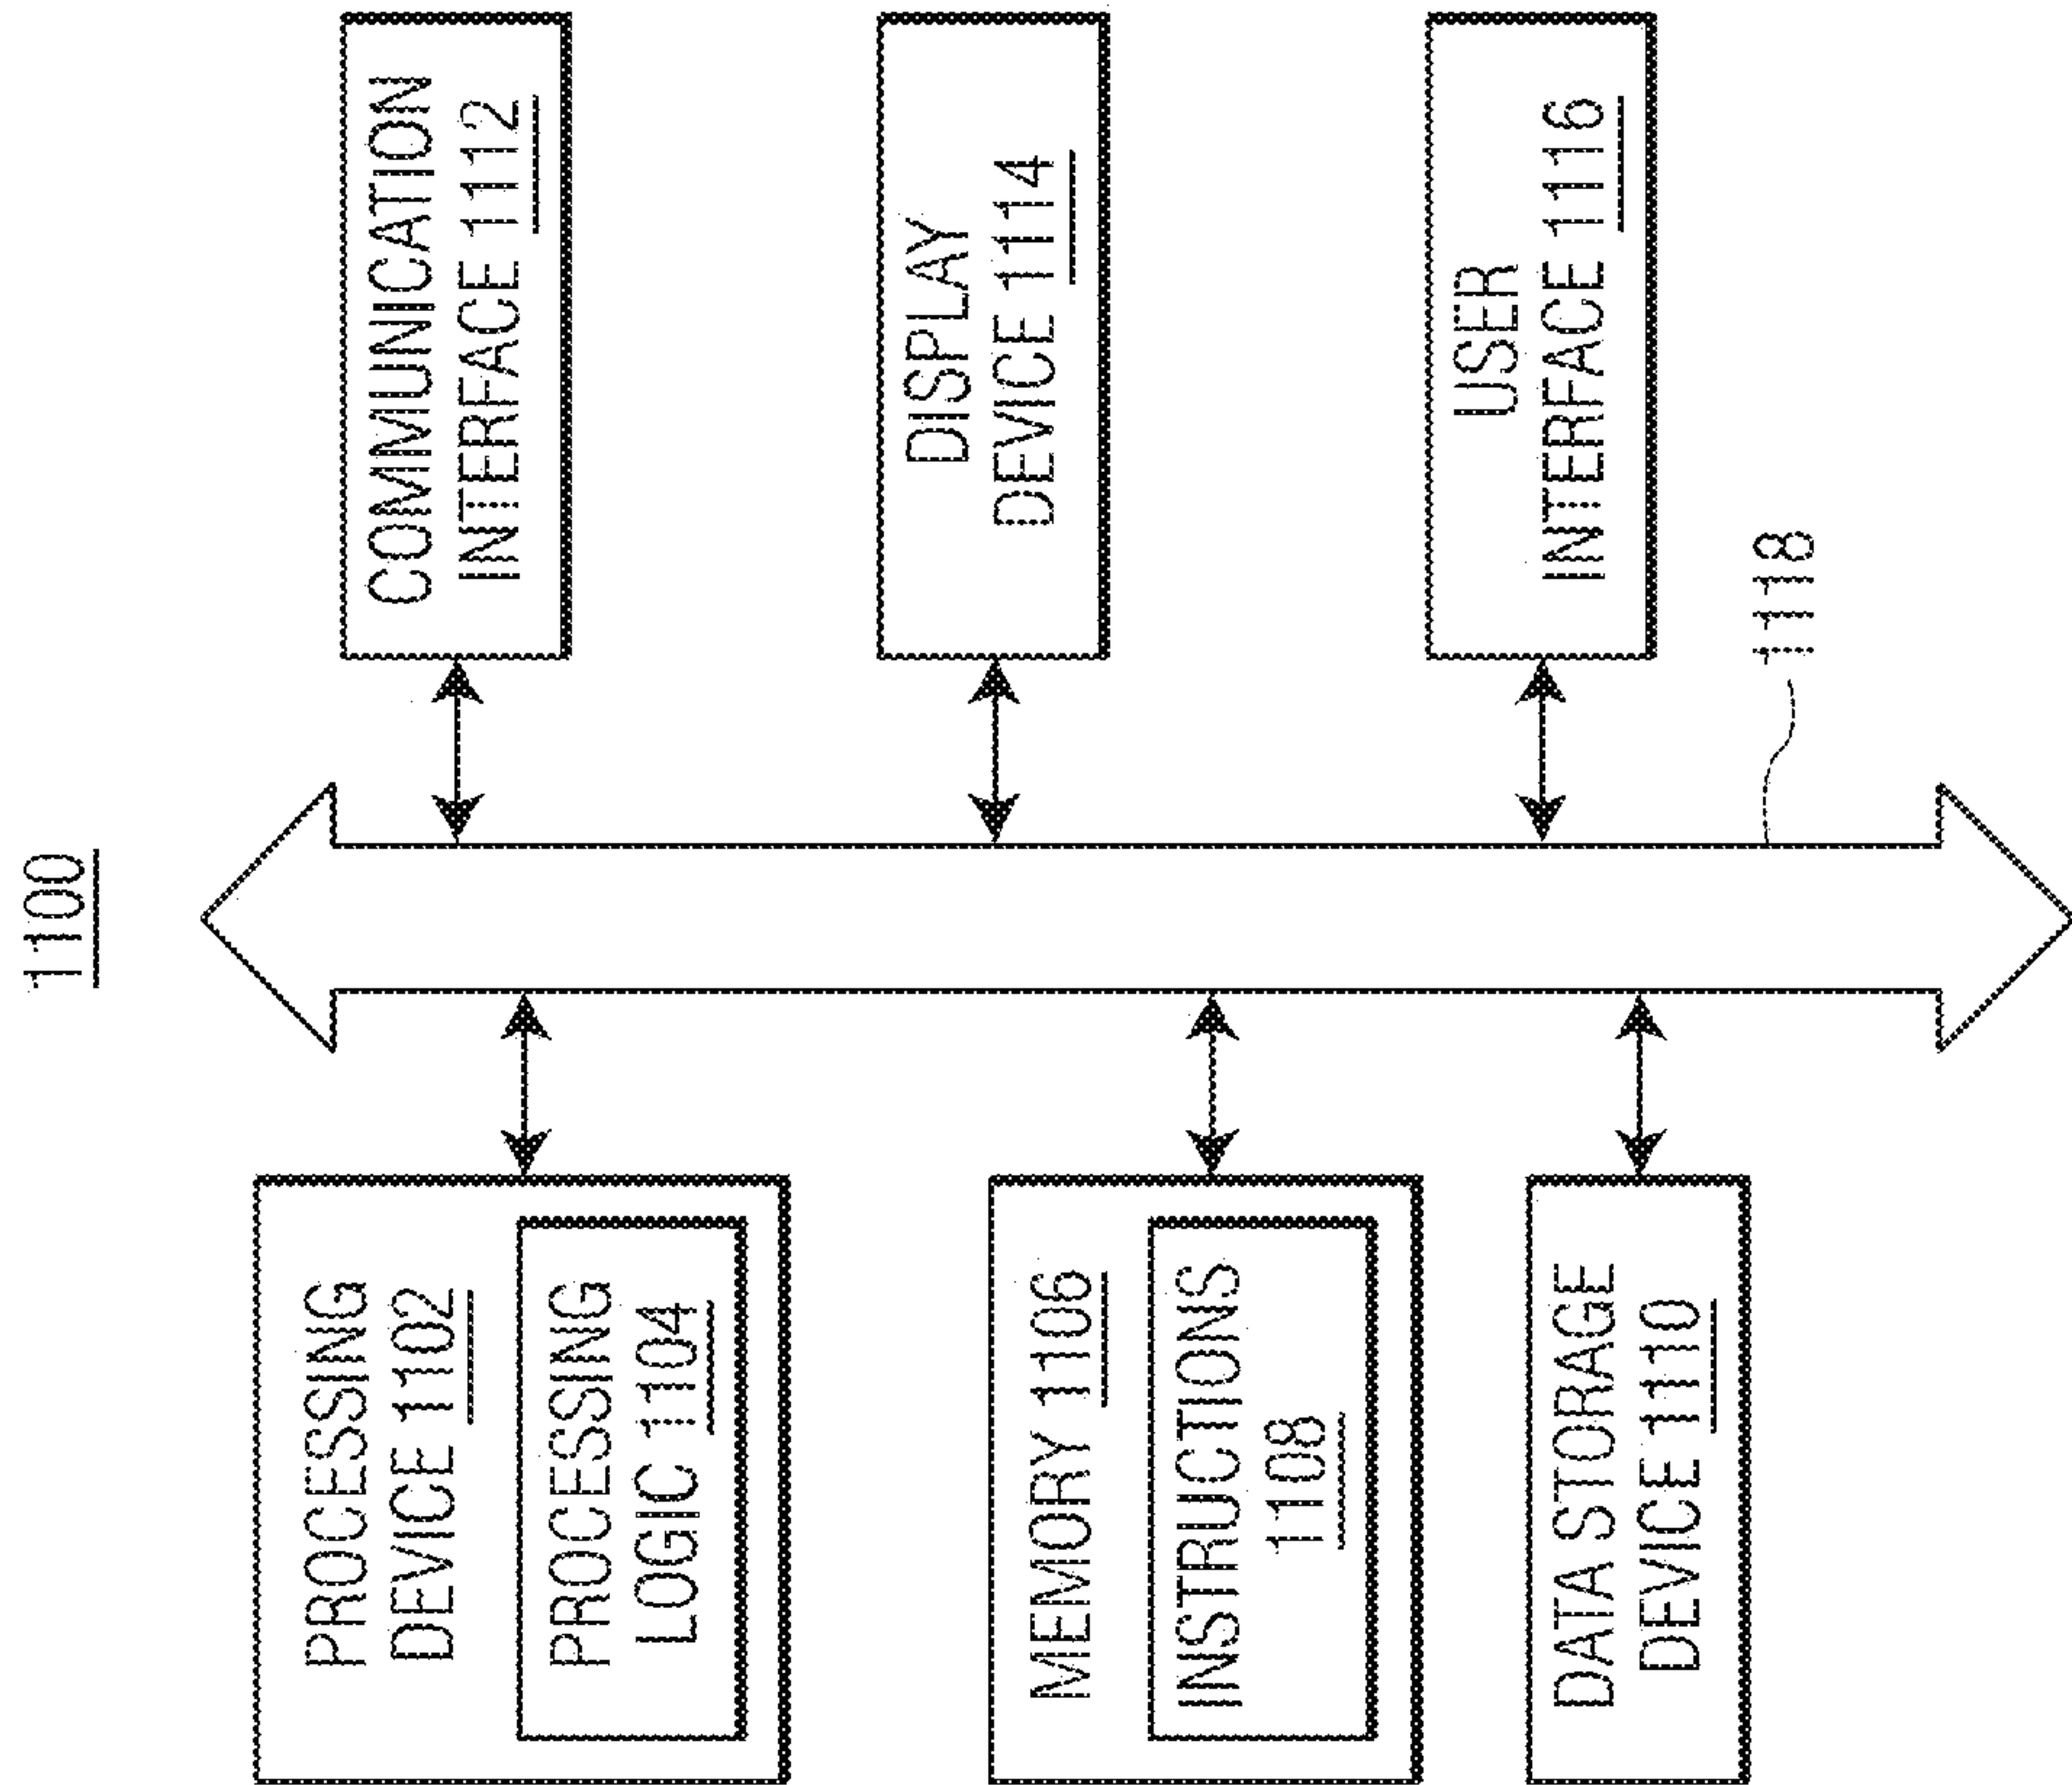 1100
PROCESSING
DEVICE 1102
PROCESSING
LOGIC 1104
MEMORY 1106
INSTRUCTIONS
1108
DATA STORAGE
DEVICE 1110
COMMUNICATION
INTERFACE 1112
DISPLAY
DEVICE 1114
USER
INTERFACE 1116
1118